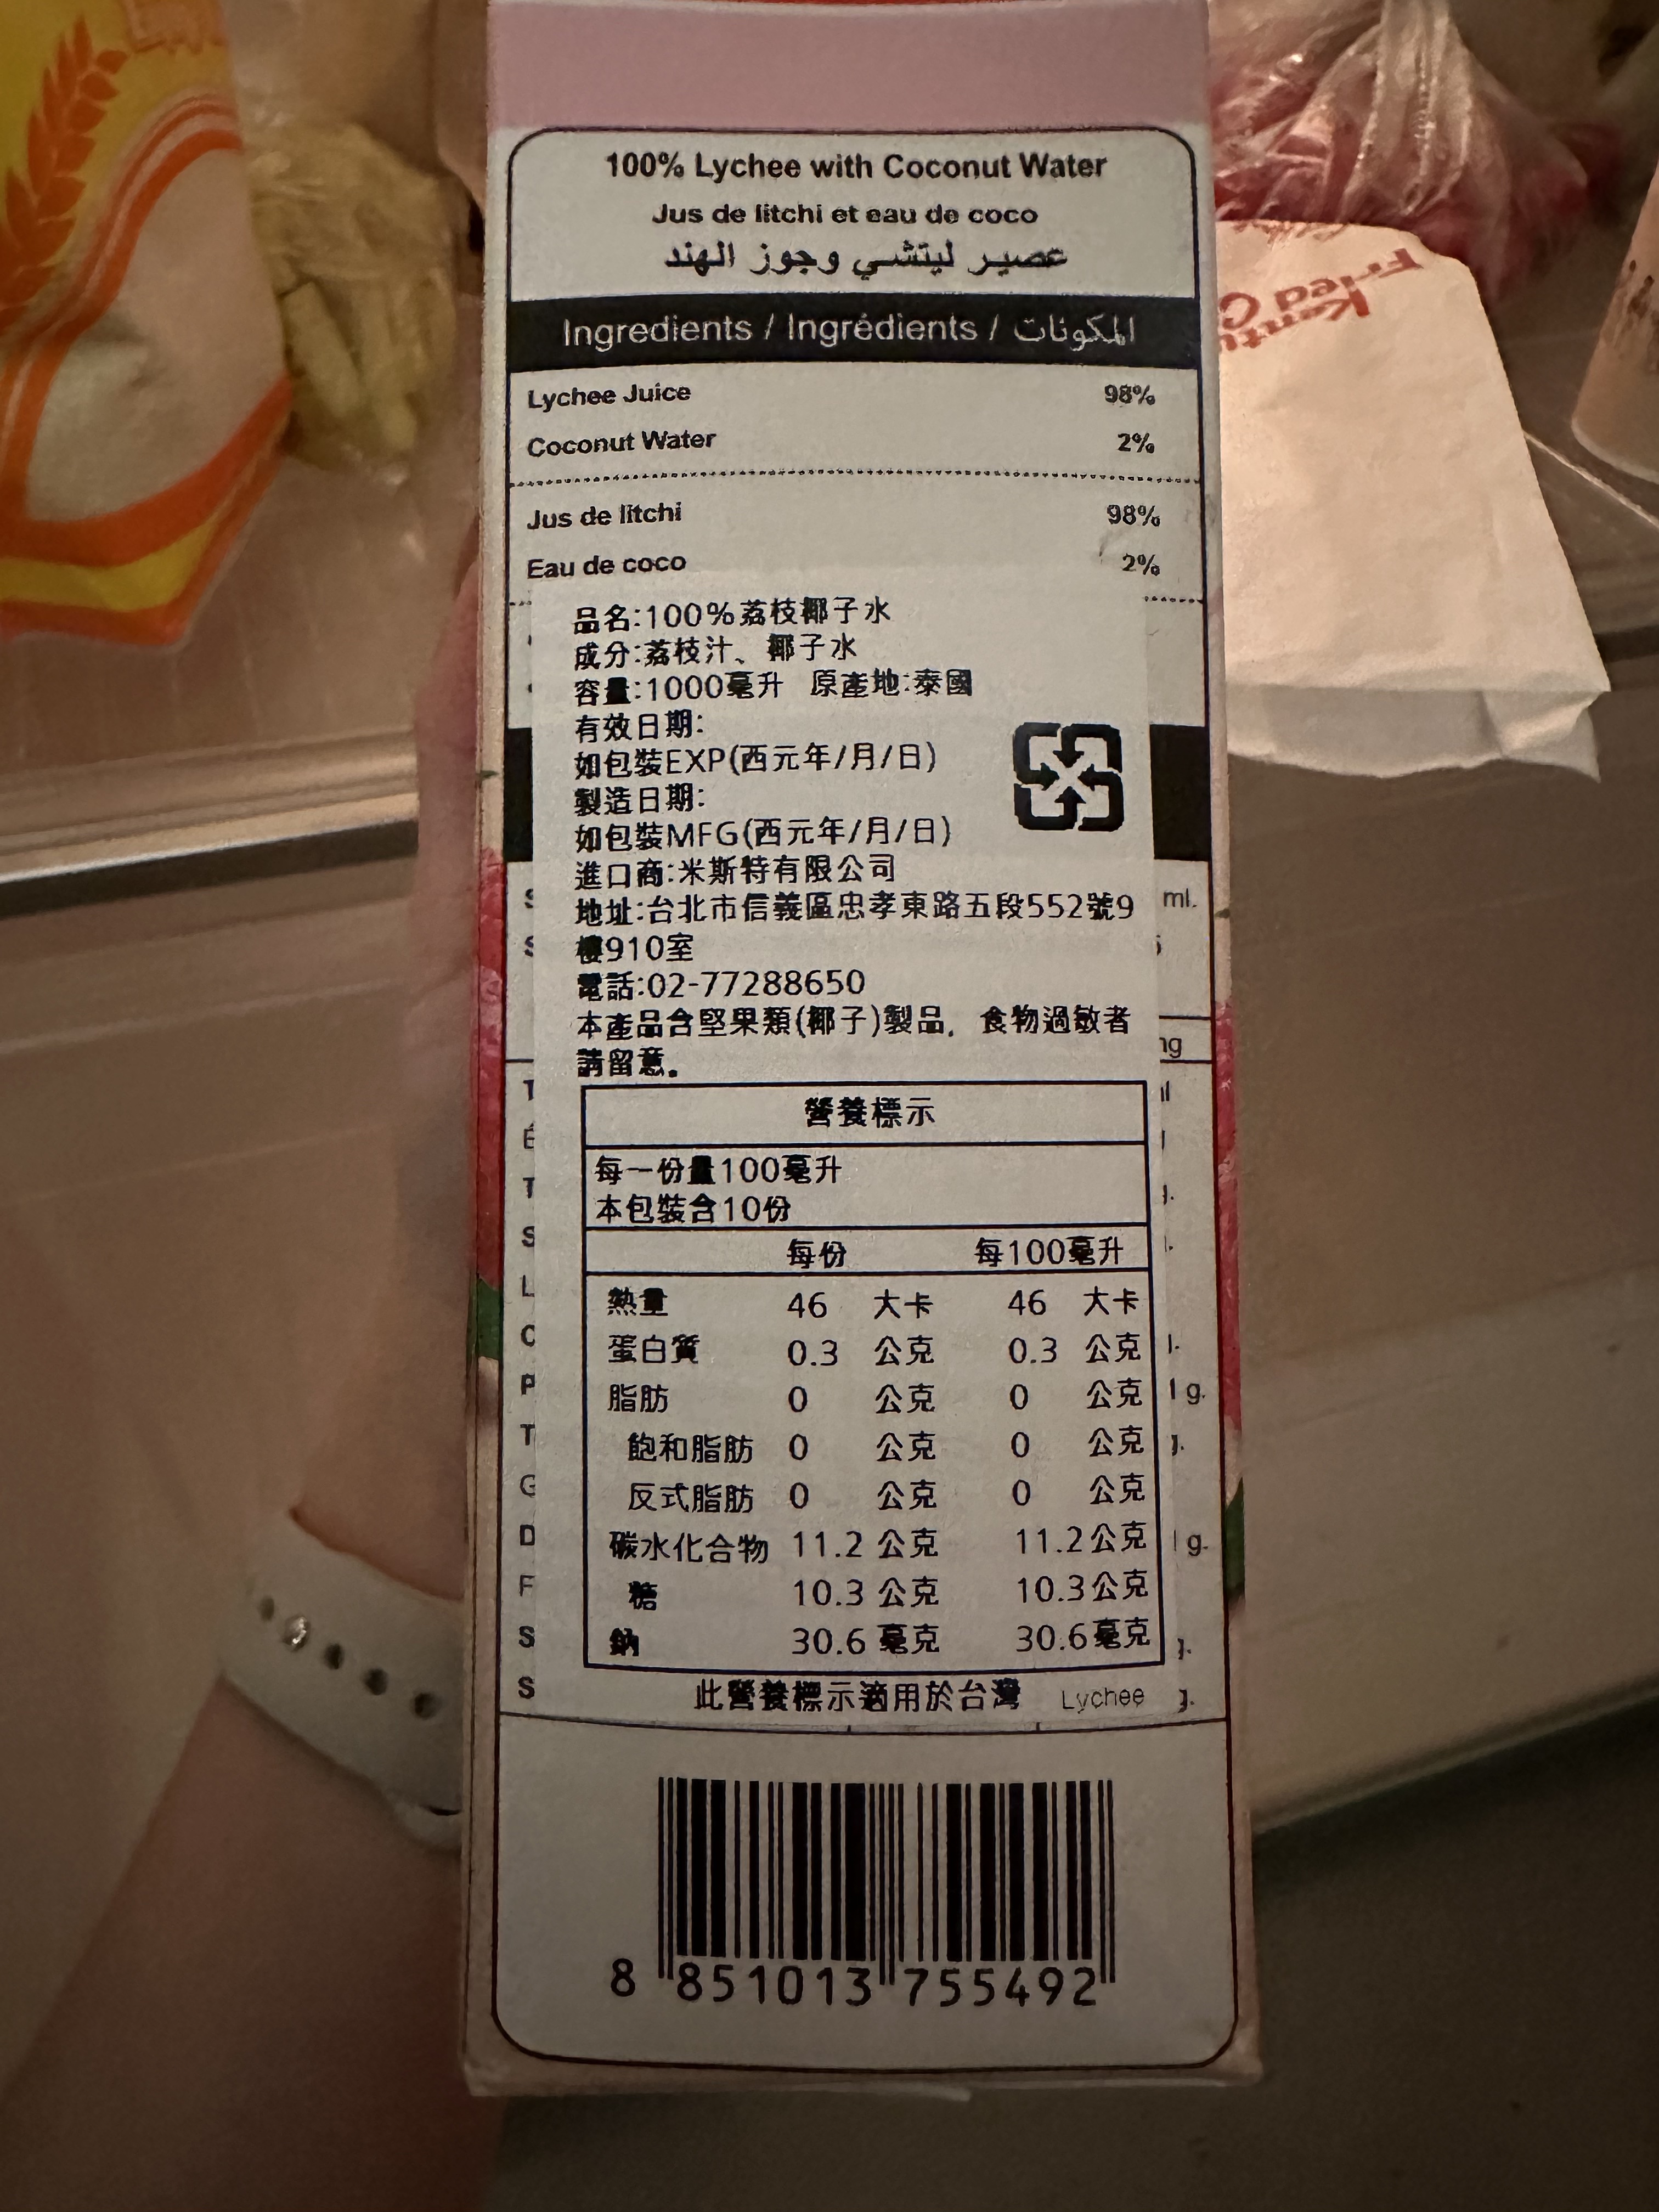 100% Lychee with Coconut Water
Jus de litchi et eau de coco
عصير ليتشي وجوز الهند
Ingredients / Ingrédients / المكونات
Lychee Juice 98%
Coconut Water 2%
Jus de litchi 98%
Eau de coco 2%
品名:100%荔枝椰子水
成分:荔枝汁、椰子水
容量:1000毫升 原產地:泰國
有效日期:
如包裝EXP(西元年/月/日)
製造日期:
如包裝MFG(西元年/月/日)
進口商:米斯特有限公司
地址:台北市信義區忠孝東路五段552號9
樓910室
電話:02-77288650
本產品含堅果類(椰子)製品，食物過敏者
請留意。
營養標示
每一份量100毫升
本包裝含10份
每份 每100毫升
熱量 46 大卡 46 大卡
蛋白質 0.3 公克 0.3 公克
脂肪 0 公克 0 公克
飽和脂肪 0 公克 0 公克
反式脂肪 0 公克 0 公克
碳水化合物 11.2 公克 11.2 公克
糖 10.3 公克 10.3 公克
鈉 30.6 毫克 30.6 毫克
此營養標示適用於台灣 Lychee
ml.
8 851013 755492
Fried